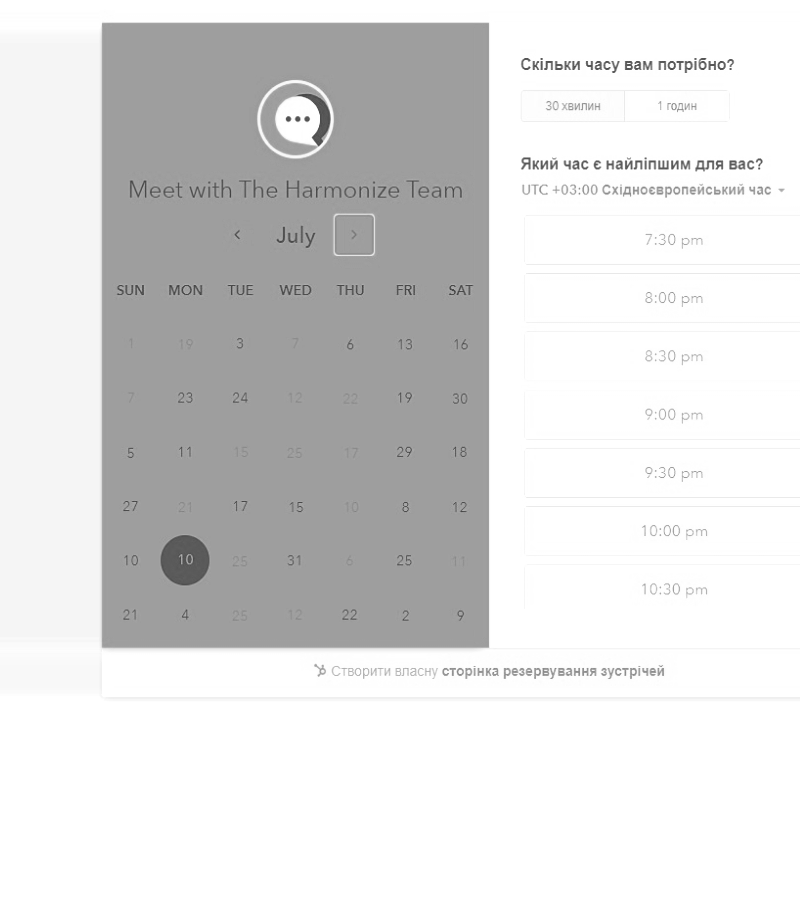 Meet with The Harmonize Team
July
SUN MON TUE WED THU FRI SAT
1 19 3 7 6 13 16
7 23 24 12 22 19 30
5 11 15 25 17 29 18
27 21 17 15 10 8 12
10 10 25 31 6 25 11
21 4 25 12 22 2 9
Скільки часу вам потрібно?
30 хвилин 1 годин
Який час є найліпшим для вас?
UTC +03:00 Східноєвропейський час
7:30 pm
8:00 pm
8:30 pm
9:00 pm
9:30 pm
10:00 pm
10:30 pm
Створити власну сторінка резервування зустрічей